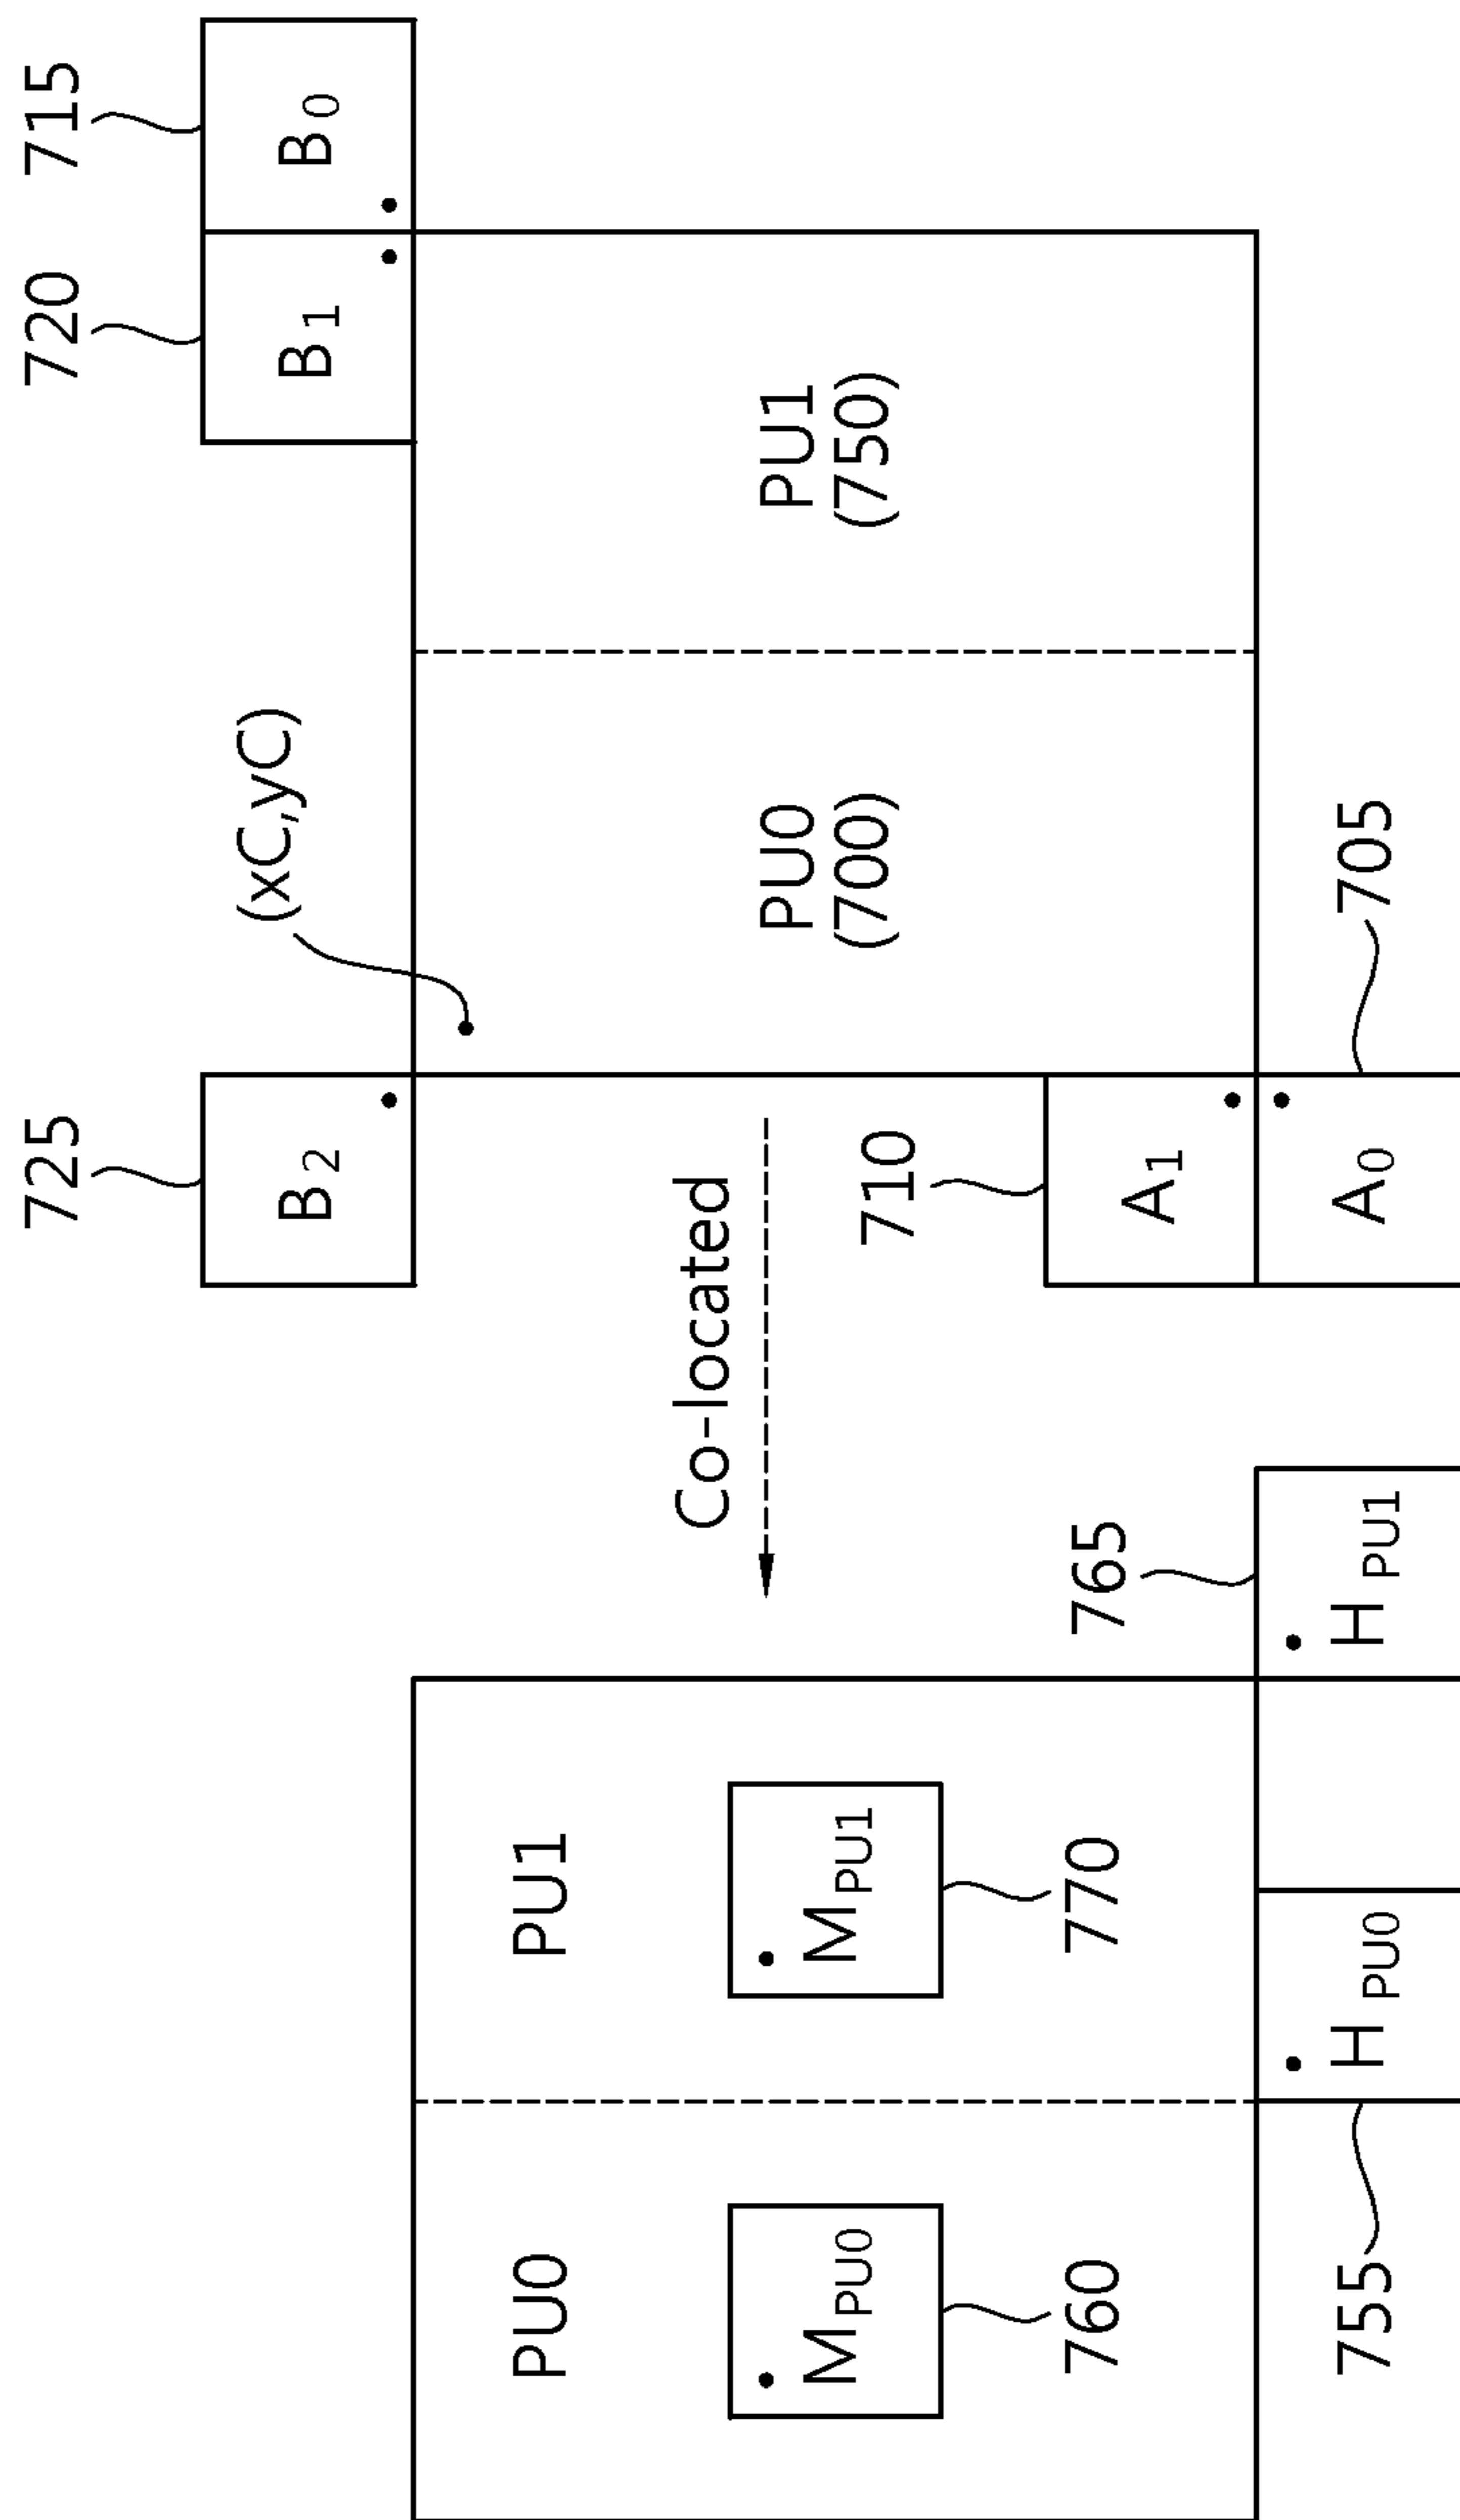 725
720
715
B2
B1
B0
(xC,yC)
Co-located
PU0
(700)
PU1
(750)
710
A1
A0
705
PU0
PU1
MPU0
MPU1
760
770
765
755
HPU0
HPU1